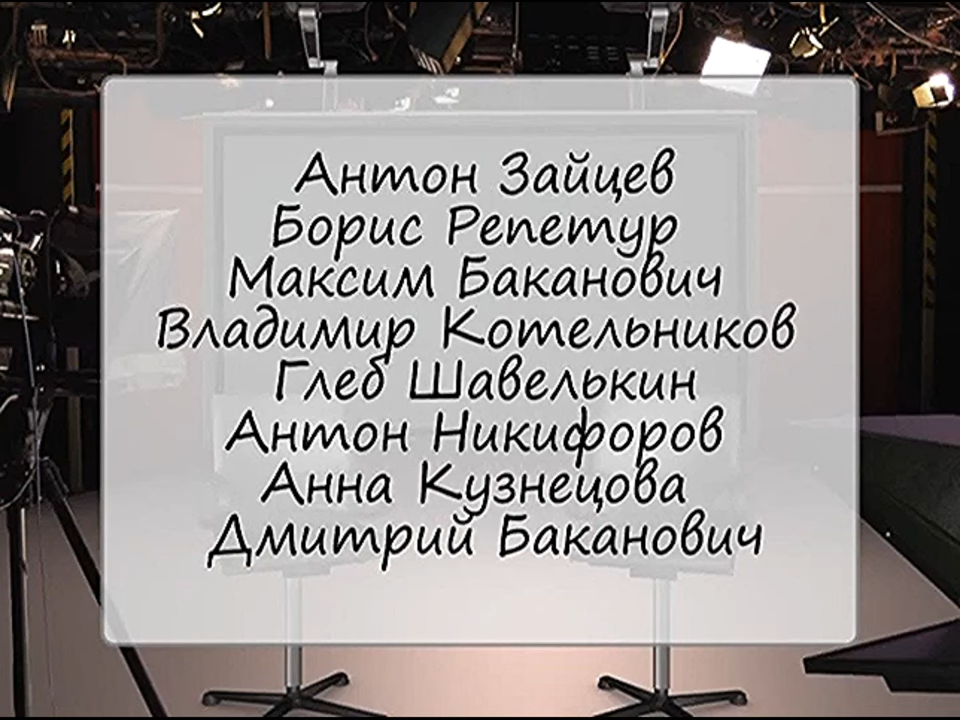 Антон Зайцев
Борис Репетур
Максим Баканович
Владимир Котельников
Глеб Шавелькин
Антон Никифоров
Анна Кузнецова
Дмитрий Баканович